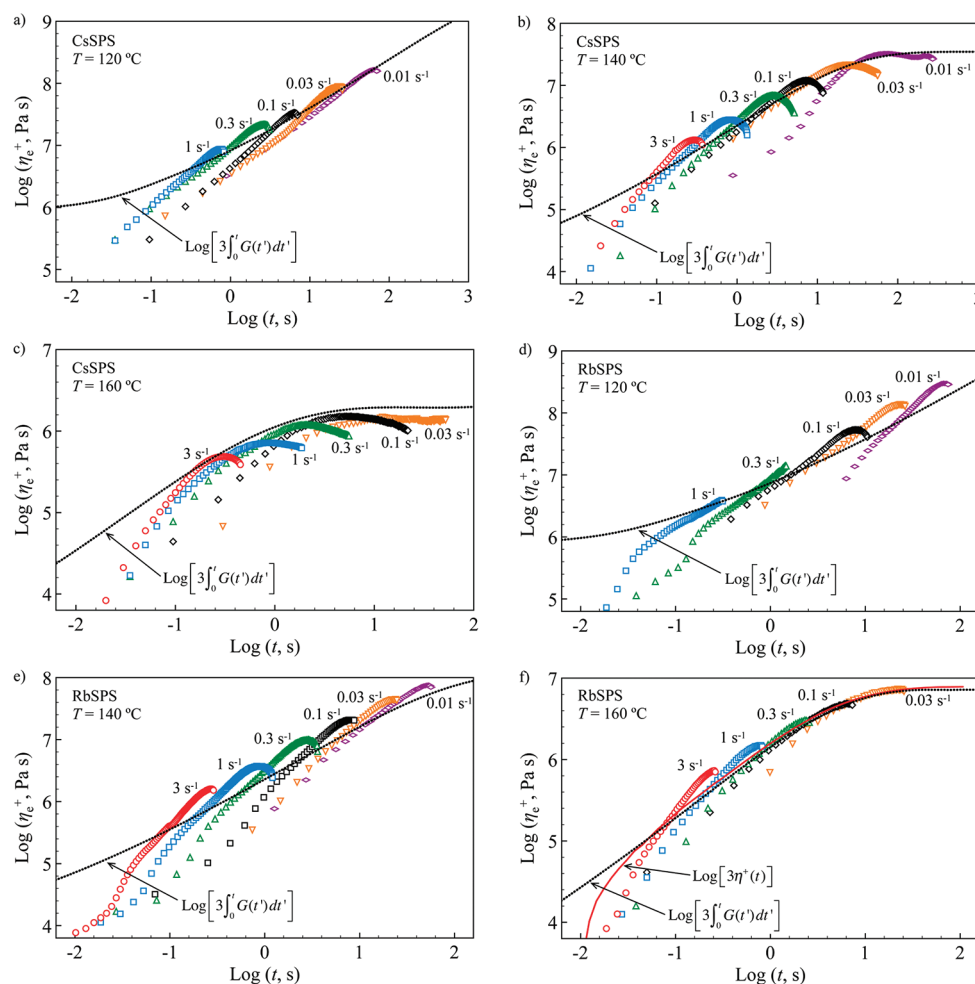 a)
CsSPS
T = 120 ºC
0.03 s⁻¹
0.01 s⁻¹
0.1 s⁻¹
0.3 s⁻¹
1 s⁻¹
Log[3∫₀ᵗ G(t')dt']
Log (ηₑ⁺, Pa s)
9
8
7
6
5
-2 -1 0 1 2 3
Log (t, s)
b)
CsSPS
T = 140 ºC
0.01 s⁻¹
0.03 s⁻¹
0.1 s⁻¹
0.3 s⁻¹
1 s⁻¹
3 s⁻¹
Log[3∫₀ᵗ G(t')dt']
Log (ηₑ⁺, Pa s)
8
7
6
5
4
-2 -1 0 1 2 3
Log (t, s)
c)
CsSPS
T = 160 ºC
3 s⁻¹
1 s⁻¹
0.3 s⁻¹
0.1 s⁻¹
0.03 s⁻¹
Log[3∫₀ᵗ G(t')dt']
Log (ηₑ⁺, Pa s)
7
6
5
4
-2 -1 0 1 2
Log (t, s)
d)
RbSPS
T = 120 ºC
0.01 s⁻¹
0.03 s⁻¹
0.1 s⁻¹
0.3 s⁻¹
1 s⁻¹
Log[3∫₀ᵗ G(t')dt']
Log (ηₑ⁺, Pa s)
9
8
7
6
5
-2 -1 0 1 2
Log (t, s)
e)
RbSPS
T = 140 ºC
0.03 s⁻¹
0.01 s⁻¹
0.1 s⁻¹
0.3 s⁻¹
1 s⁻¹
3 s⁻¹
Log[3∫₀ᵗ G(t')dt']
Log (ηₑ⁺, Pa s)
8
7
6
5
4
-2 -1 0 1 2
Log (t, s)
f)
RbSPS
T = 160 ºC
0.1 s⁻¹
0.03 s⁻¹
0.3 s⁻¹
1 s⁻¹
3 s⁻¹
Log[3η⁺(t)]
Log[3∫₀ᵗ G(t')dt']
Log (ηₑ⁺, Pa s)
7
6
5
4
-2 -1 0 1 2
Log (t, s)